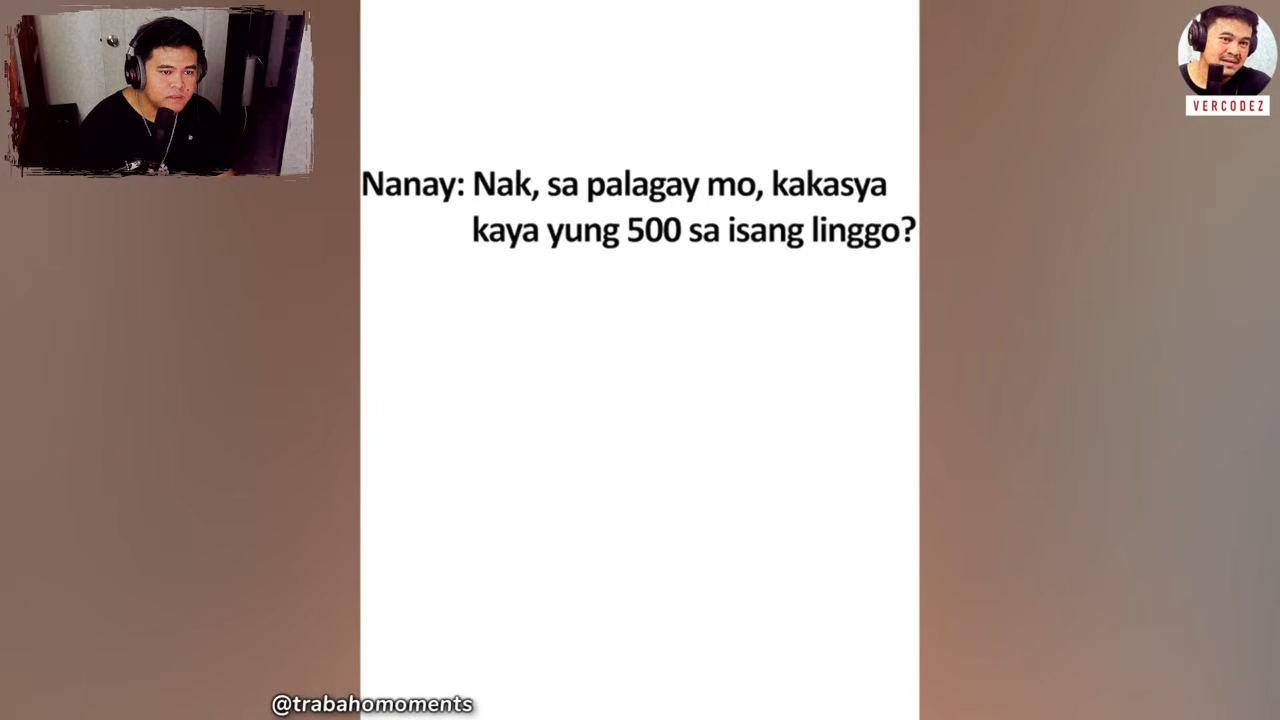 VERCODEZ
Nanay: Nak, sa palagay mo, kakasya
kaya yung 500 sa isang linggo?
@trabahomoments